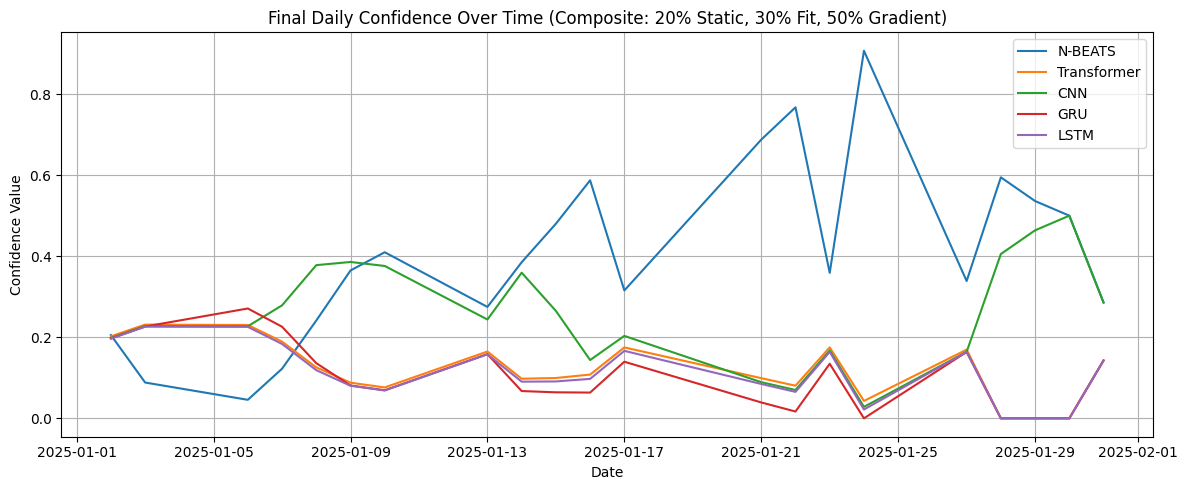 Final Daily Confidence Over Time (Composite: 20% Static, 30% Fit, 50% Gradient)
N-BEATS
Transformer
CNN
GRU
LSTM
Confidence Value
0.8
0.6
0.4
0.2
0.0
2025-01-01
2025-01-05
2025-01-09
2025-01-13
2025-01-17
2025-01-21
2025-01-25
2025-01-29
2025-02-01
Date